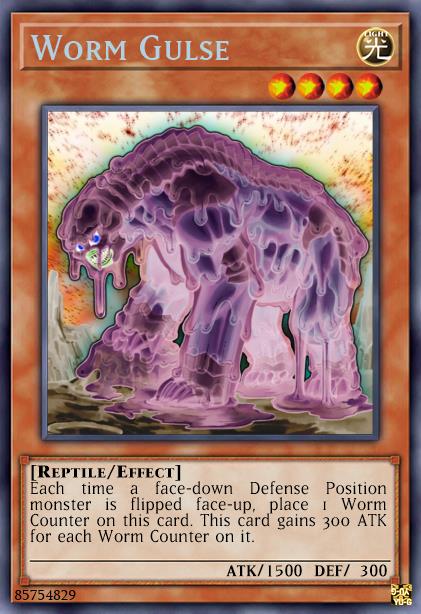 WORM GULSE
LIGHT
光
[REPTILE/EFFECT]
Each time a face-down Defense Position
monster is flipped face-up, place 1 Worm
Counter on this card. This card gains 300 ATK
for each Worm Counter on it.
ATK/1500 DEF/ 300
85754829